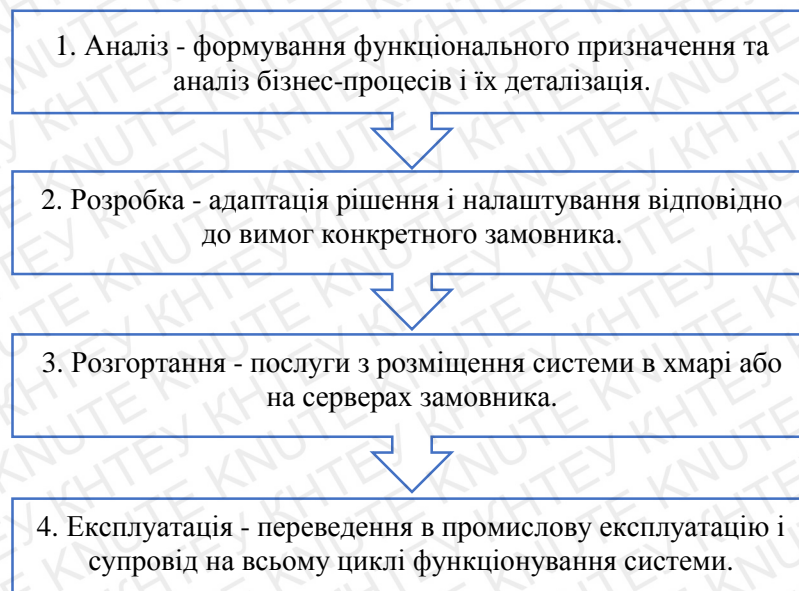 1. Аналіз - формування функціонального призначення та
аналіз бізнес-процесів і їх деталізація.
2. Розробка - адаптація рішення і налаштування відповідно
до вимог конкретного замовника.
3. Розгортання - послуги з розміщення системи в хмарі або
на серверах замовника.
4. Експлуатація - переведення в промислову експлуатацію і
супровід на всьому циклі функціонування системи.